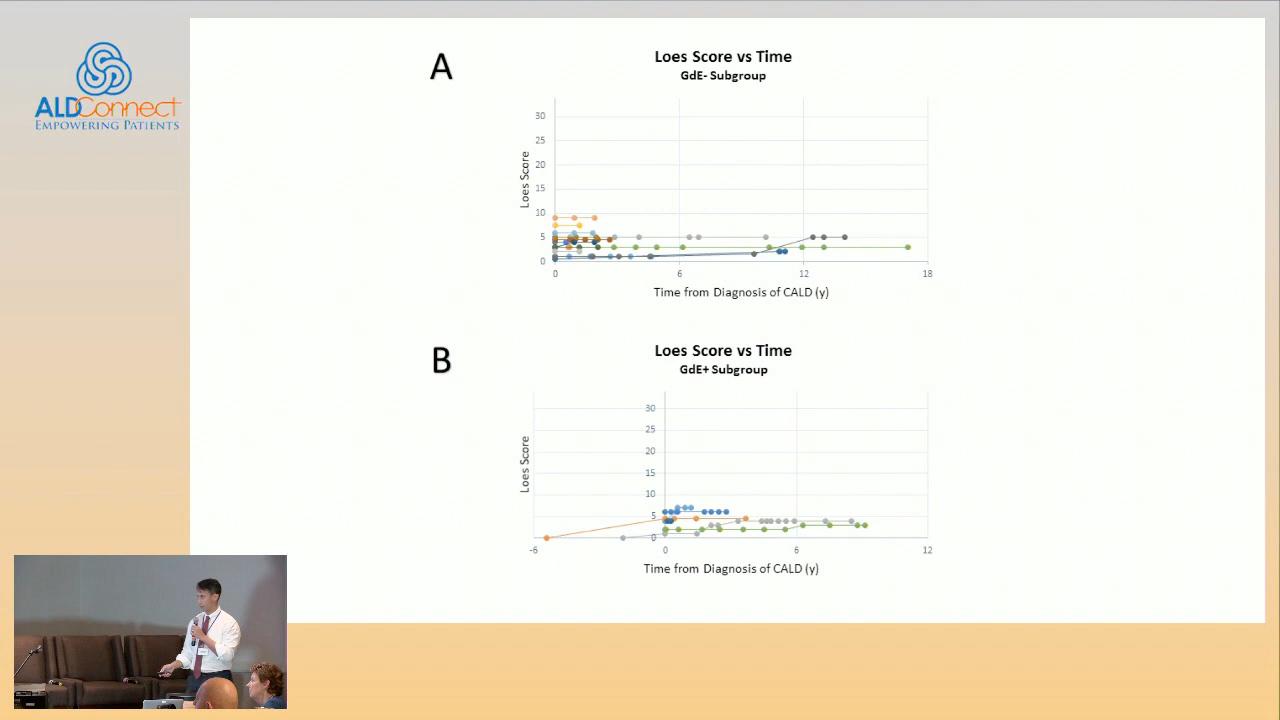 ALDConnect
EMPOWERING PATIENTS
A
Loes Score vs Time
GdE- Subgroup
Loes Score
30
25
20
15
10
5
0
0 6 12 18
Time from Diagnosis of CALD (y)
B
Loes Score vs Time
GdE+ Subgroup
Loes Score
30
25
20
15
10
5
0
-6 0 6 12
Time from Diagnosis of CALD (y)